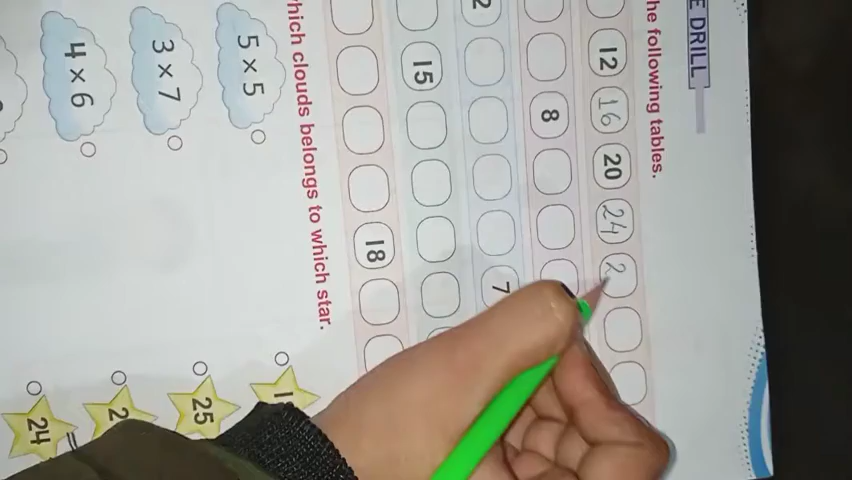 E DRILL
he following tables.
12 16 20 24 2
8
2 7
15
18
hich clouds belongs to which star.
5 × 5 1
3 × 7 25
4 × 6 2
24